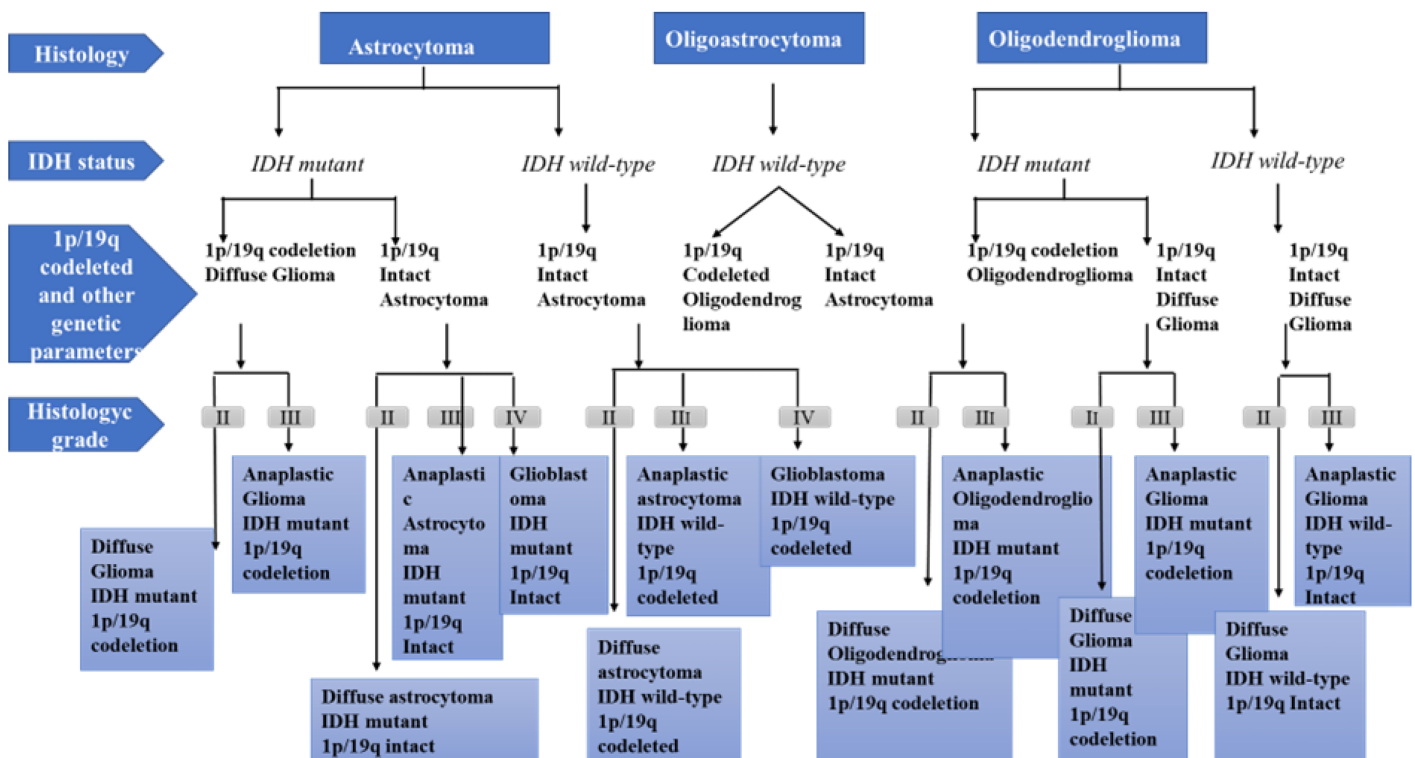 Histology
Astrocytoma
Oligoastrocytoma
Oligodendroglioma
IDH status
IDH mutant
IDH wild-type
IDH wild-type
IDH mutant
IDH wild-type
1p/19q
codeleted
and other
genetic
parameters
1p/19q codeletion
Diffuse Glioma
1p/19q
Intact
Astrocytoma
1p/19q
Intact
Astrocytoma
1p/19q
Codeleted
Oligodendrog
lioma
1p/19q
Intact
Astrocytoma
1p/19q codeletion
Oligodendroglioma
1p/19q
Intact
Diffuse
Glioma
1p/19q
Intact
Diffuse
Glioma
Histologyc
grade
II
III
II
III
IV
II
III
IV
II
III
II
III
II
III
Diffuse
Glioma
IDH mutant
1p/19q
codeletion
Anaplastic
Glioma
IDH mutant
1p/19q
codeletion
Diffuse astrocytoma
IDH mutant
1p/19q intact
Anaplasti
c
Astrocyto
ma
IDH
mutant
1p/19q
Intact
Glioblast
oma
IDH
mutant
1p/19q
Intact
Diffuse
astrocytoma
IDH wild-type
1p/19q
codeleted
Anaplastic
astrocytoma
IDH wild-
type
1p/19q
codeleted
Glioblastoma
IDH wild-type
1p/19q
codeleted
Diffuse
Oligodendroglioma
IDH mutant
1p/19q codeletion
Anaplastic
Oligodendroglio
ma
IDH mutant
1p/19q
codeletion
Diffuse
Glioma
IDH
mutant
1p/19q
codeletion
Anaplastic
Glioma
IDH mutant
1p/19q
codeletion
Diffuse
Glioma
IDH wild-type
1p/19q Intact
Anaplastic
Glioma
IDH wild-
type
1p/19q
Intact